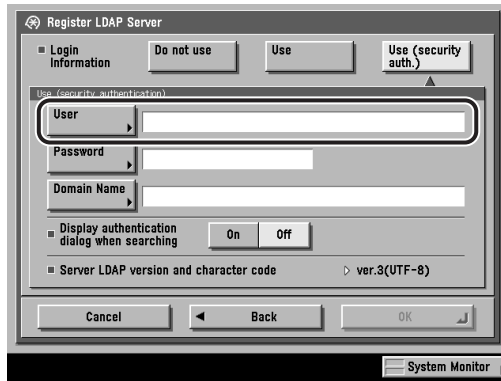 Register LDAP Server
Login
Information
Do not use
Use
Use (security
auth.)
Use (security authentication)
User
Password
Domain Name
Display authentication
dialog when searching
On
Off
Server LDAP version and character code
ver.3(UTF-8)
Cancel
Back
OK
System Monitor